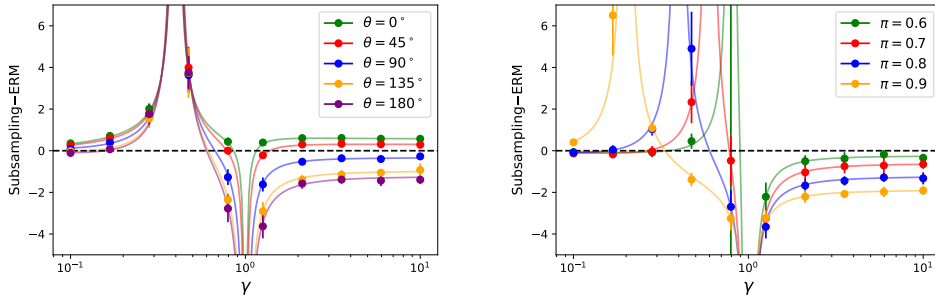 Subsampling−ERM
6
4
2
0
−2
−4
10⁻¹
10⁰
10¹
γ
θ = 0°
θ = 45°
θ = 90°
θ = 135°
θ = 180°
Subsampling−ERM
6
4
2
0
−2
−4
10⁻¹
10⁰
10¹
γ
π = 0.6
π = 0.7
π = 0.8
π = 0.9